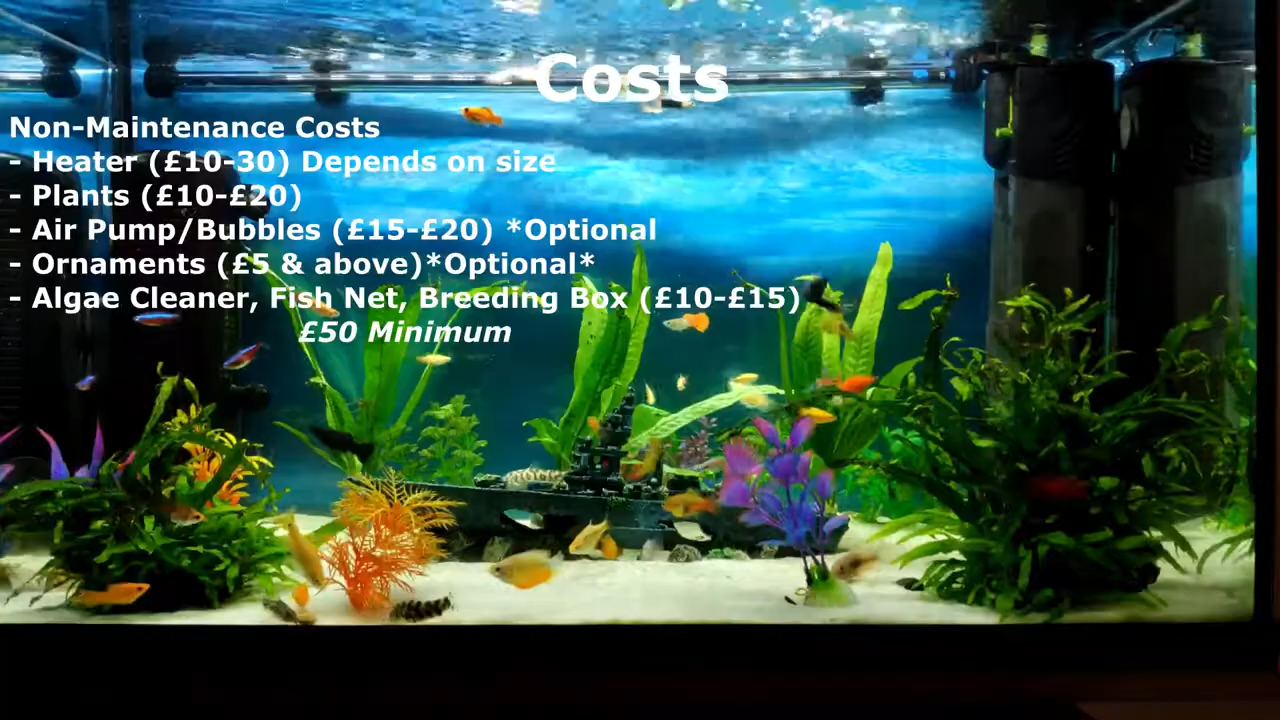 Costs
Non-Maintenance Costs
- Heater (£10-30) Depends on size
- Plants (£10-£20)
- Air Pump/Bubbles (£15-£20) *Optional
- Ornaments (£5 & above)*Optional*
- Algae Cleaner, Fish Net, Breeding Box (£10-£15)
£50 Minimum